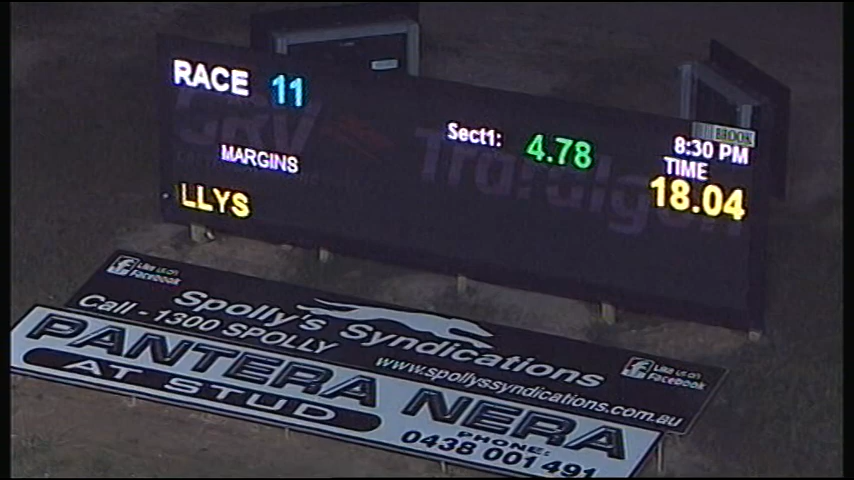 RACE 11
BROOK
Sect1: 4.78
8:30 PM
MARGINS
TIME
LLYS
18.04
GRV
Traralgon
Like us on
Facebook
Spolly's Syndications
Call - 1300 SPOLLY
www.spollyssyndications.com.au
Like us on
Facebook
PANTERA NERA
AT STUD
PHONE:
0438 001 491